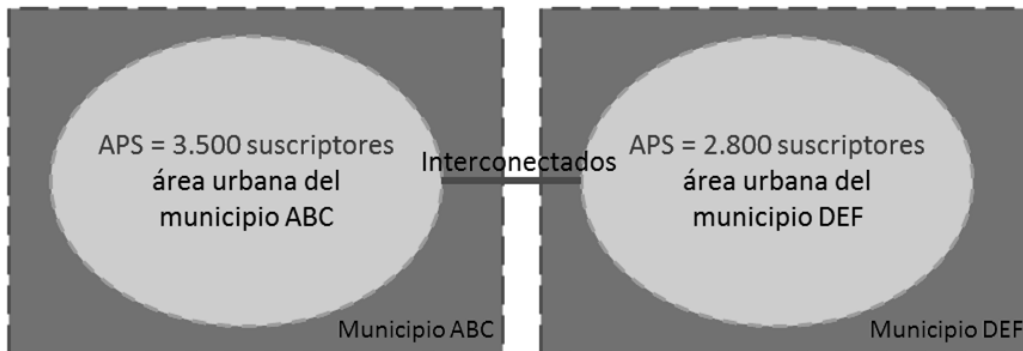 APS = 3.500 suscriptores
área urbana del
municipio ABC
Interconectados
APS = 2.800 suscriptores
área urbana del
municipio DEF
Municipio ABC
Municipio DEF